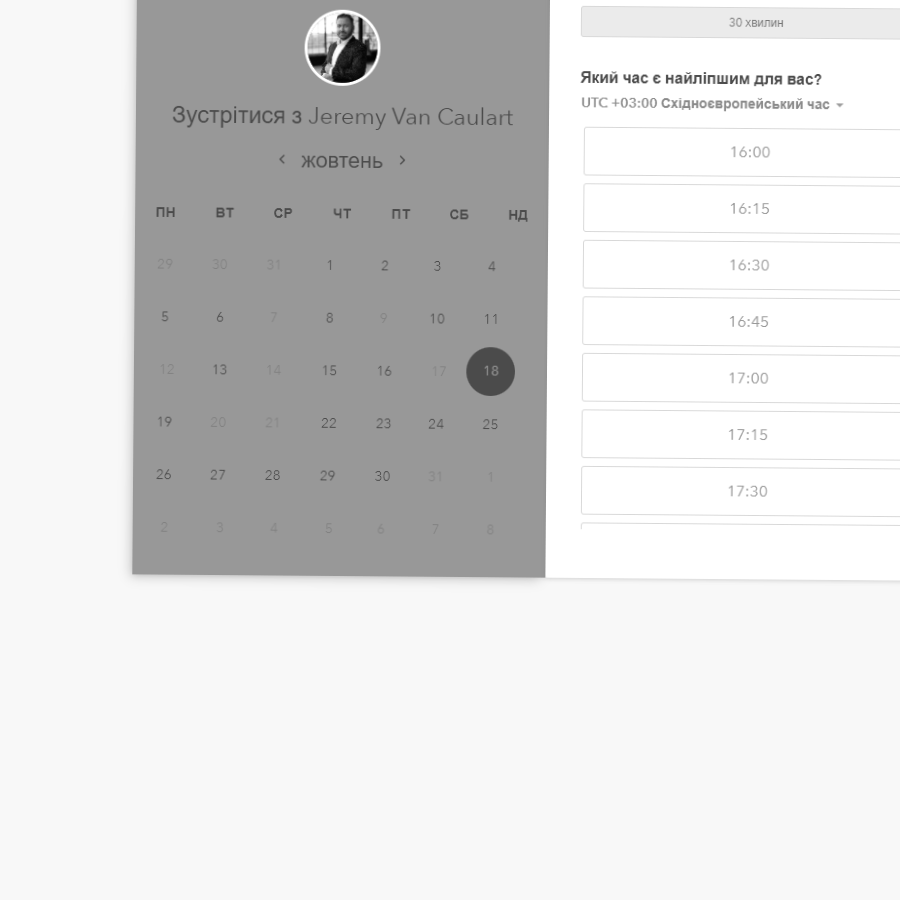 Зустрітися з Jeremy Van Caulart
жовтень
ПН ВТ СР ЧТ ПТ СБ НД
29 30 31 1 2 3 4
5 6 7 8 9 10 11
12 13 14 15 16 17 18
19 20 21 22 23 24 25
26 27 28 29 30 31 1
2 3 4 5 6 7 8
30 хвилин
Який час є найліпшим для вас?
UTC +03:00 Східноєвропейський час
16:00
16:15
16:30
16:45
17:00
17:15
17:30